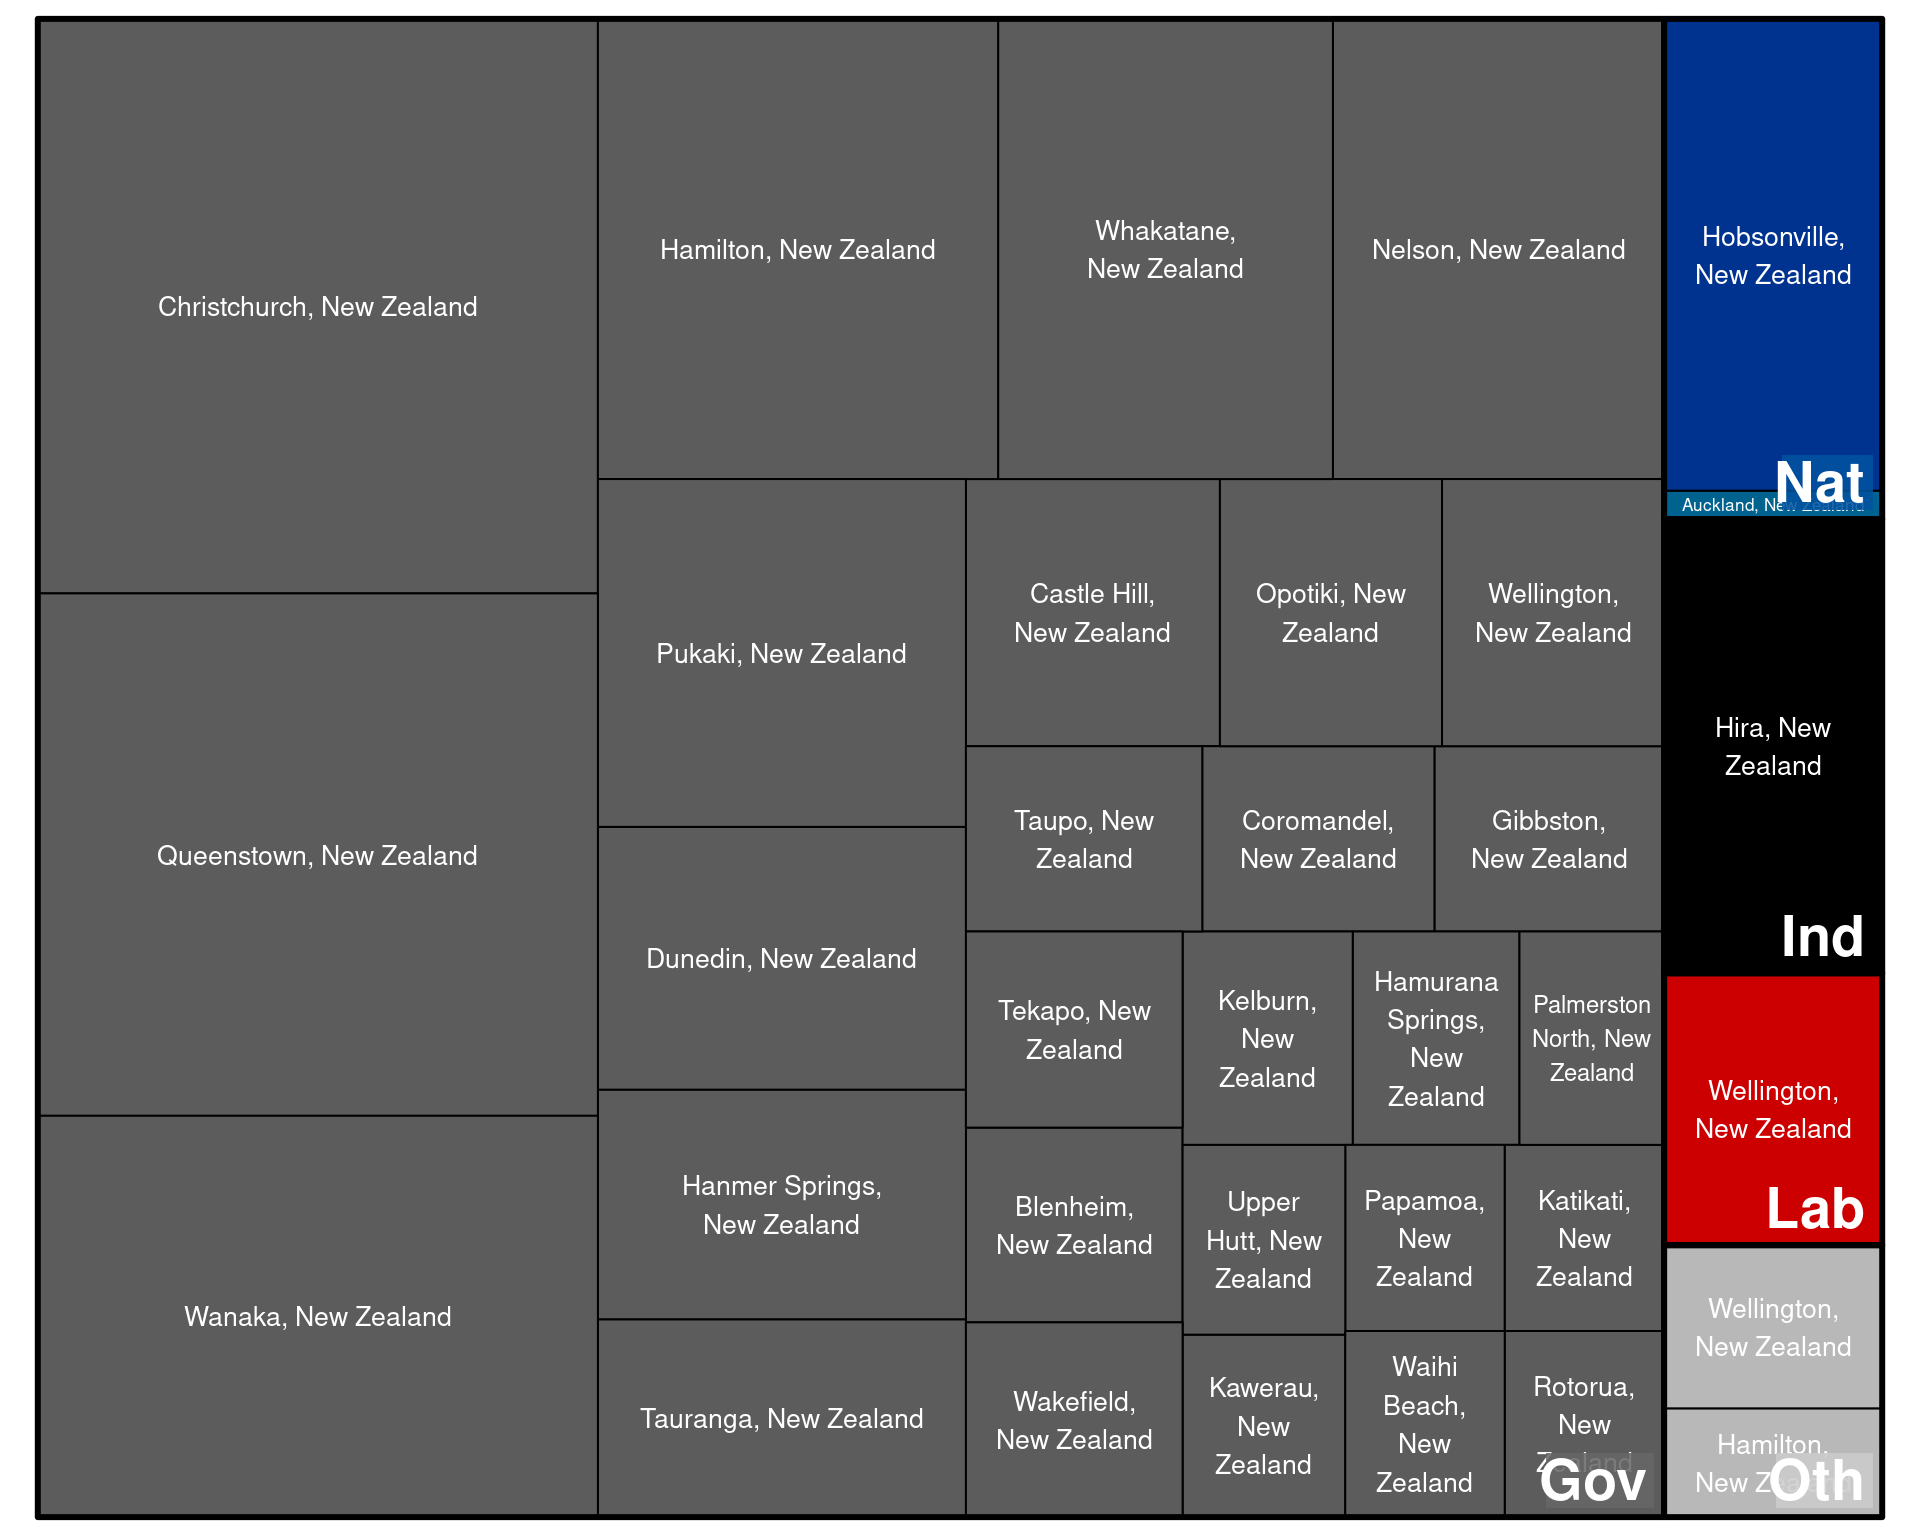 Christchurch, New Zealand
Queenstown, New Zealand
Wanaka, New Zealand
Hamilton, New Zealand
Whakatane,
New Zealand
Nelson, New Zealand
Pukaki, New Zealand
Dunedin, New Zealand
Hanmer Springs,
New Zealand
Tauranga, New Zealand
Castle Hill,
New Zealand
Opotiki, New
Zealand
Wellington,
New Zealand
Taupo, New
Zealand
Coromandel,
New Zealand
Gibbston,
New Zealand
Tekapo, New
Zealand
Blenheim,
New Zealand
Wakefield,
New Zealand
Kelburn,
New
Zealand
Hamurana
Springs,
New
Zealand
Palmerston
North, New
Zealand
Upper
Hutt, New
Zealand
Papamoa,
New
Zealand
Katikati,
New
Zealand
Kawerau,
New
Zealand
Waihi
Beach,
New
Zealand
Rotorua,
New
Zealand
Gov
Hobsonville,
New Zealand
Auckland, New Zealand
Nat
Hira, New
Zealand
Ind
Wellington,
New Zealand
Lab
Wellington,
New Zealand
Hamilton,
New Zealand
Oth